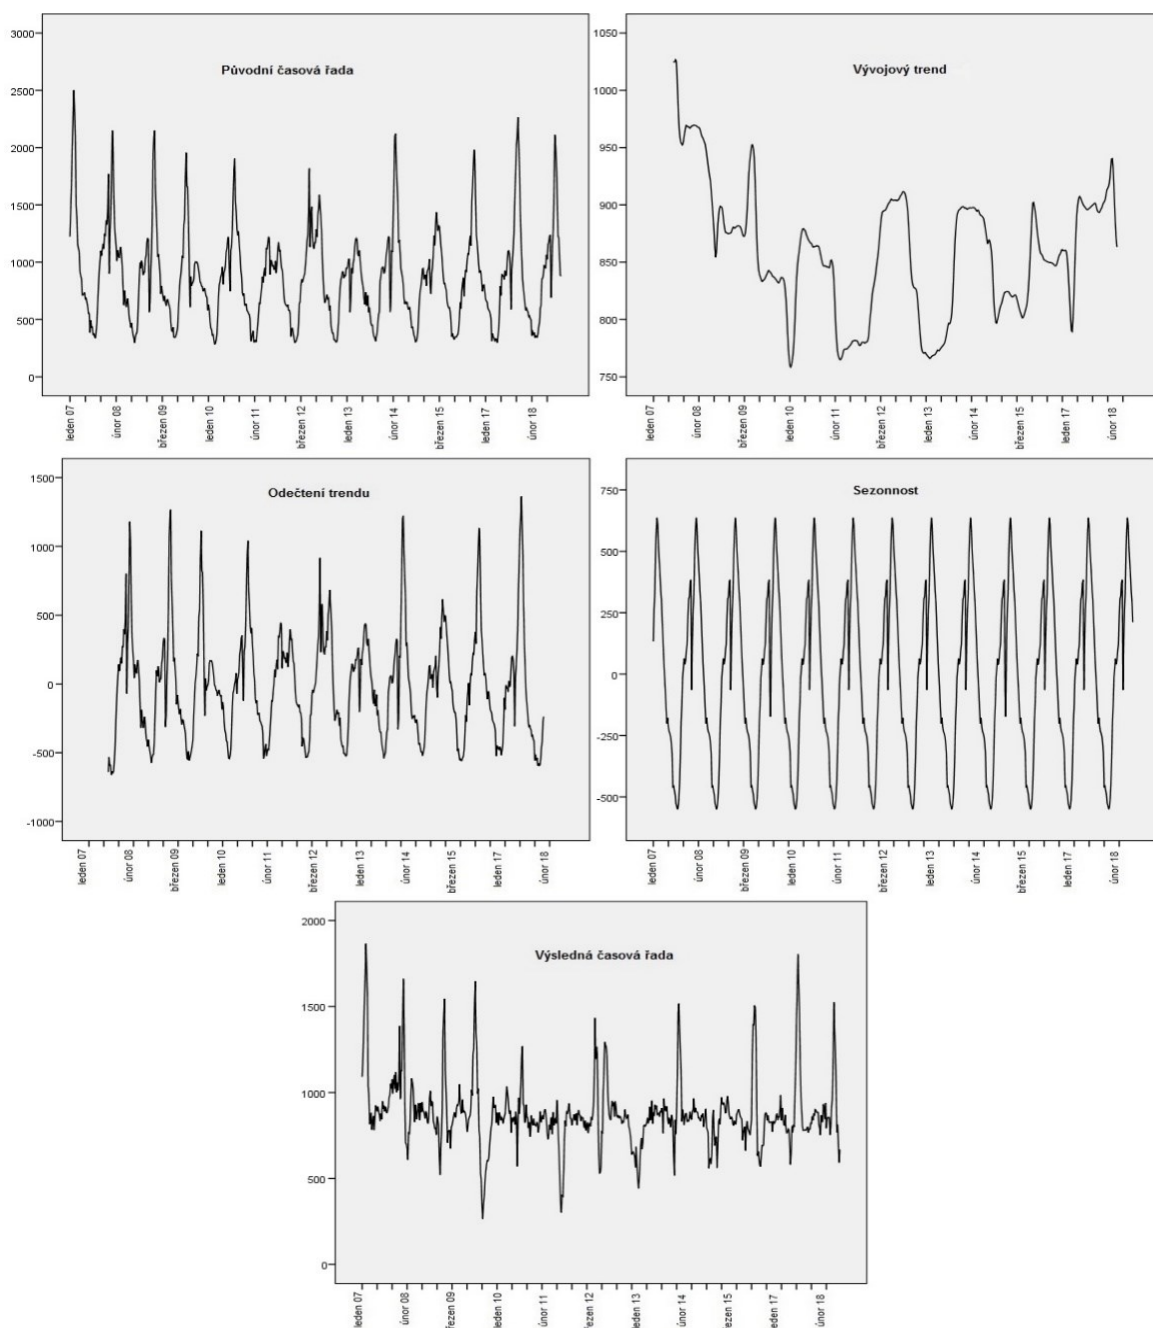 Původní časová řada
3000
2500
2000
1500
1000
500
0
leden 07
únor 08
březen 09
leden 10
únor 11
březen 12
leden 13
únor 14
březen 15
leden 17
únor 18
Vývojový trend
1050
1000
950
900
850
800
750
leden 07
únor 08
březen 09
leden 10
únor 11
březen 12
leden 13
únor 14
březen 15
leden 17
únor 18
Odečtení trendu
1500
1000
500
0
-500
-1000
leden 07
únor 08
březen 09
leden 10
únor 11
březen 12
leden 13
únor 14
březen 15
leden 17
únor 18
Sezonnost
750
500
250
0
-250
-500
leden 07
únor 08
březen 09
leden 10
únor 11
březen 12
leden 13
únor 14
březen 15
leden 17
únor 18
Výsledná časová řada
2000
1500
1000
500
0
leden 07
únor 08
březen 09
leden 10
únor 11
březen 12
leden 13
únor 14
březen 15
leden 17
únor 18